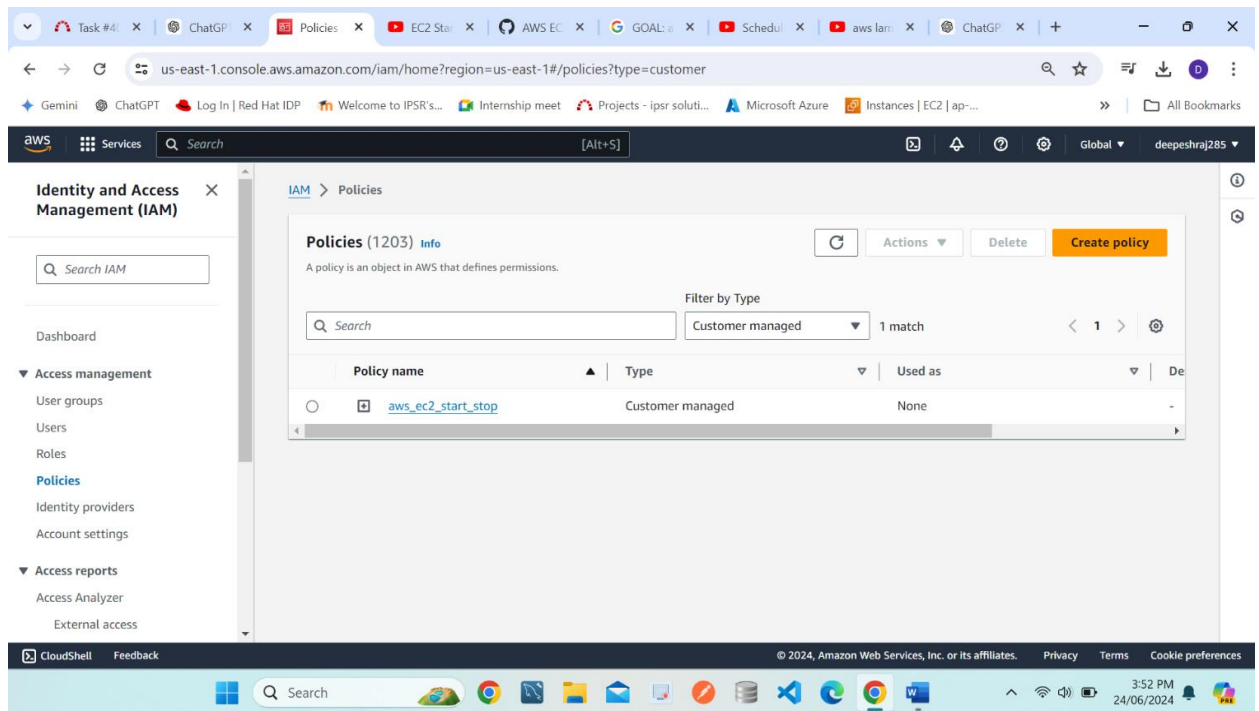 Task #4 ChatGP Policies EC2 Star AWS EC GOAL: a Schedul aws lam ChatGP
us-east-1.console.aws.amazon.com/iam/home?region=us-east-1#/policies?type=customer D
Gemini ChatGPT Log In | Red Hat IDP Welcome to IPSR's... Internship meet Projects - ipsr soluti... Microsoft Azure Instances | EC2 | ap-... » All Bookmarks
aws Services Search [Alt+S] Global deepeshraj285
Identity and Access
Management (IAM)
Search IAM
Dashboard
Access management
User groups
Users
Roles
Policies
Identity providers
Account settings
Access reports
Access Analyzer
External access
IAM > Policies
Policies (1203) Info
Actions Delete Create policy
A policy is an object in AWS that defines permissions.
Filter by Type
Search Customer managed 1 match 1
Policy name Type Used as De
aws_ec2_start_stop Customer managed None -
CloudShell Feedback © 2024, Amazon Web Services, Inc. or its affiliates. Privacy Terms Cookie preferences
Search 3:52 PM
24/06/2024
PRE